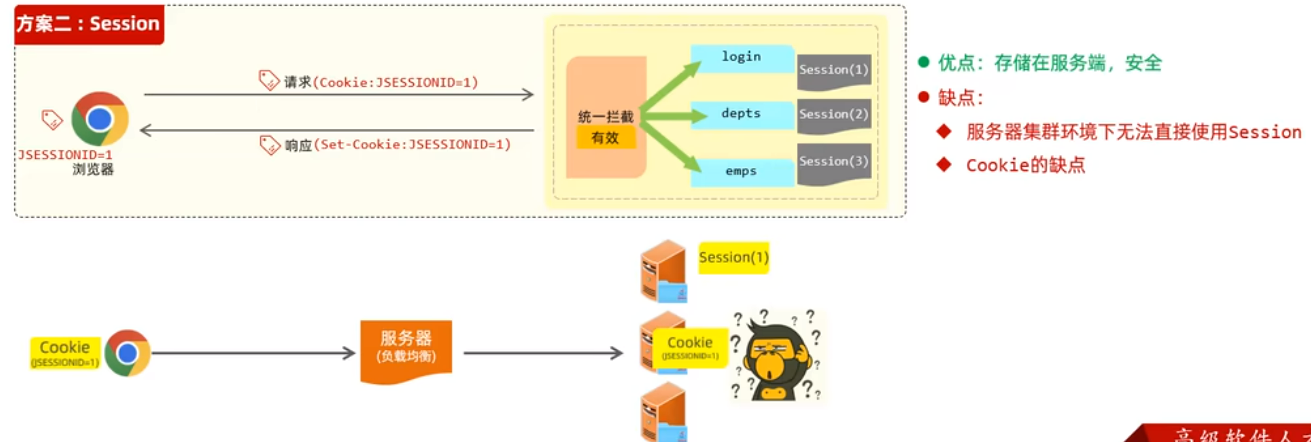 方案二：Session
请求(Cookie:JSESSIONID=1)
响应(Set-Cookie:JSESSIONID=1)
JSESSIONID=1
浏览器
统一拦截
有效
login
depts
emps
Session(1)
Session(2)
Session(3)
● 优点：存储在服务端，安全
● 缺点：
◆ 服务器集群环境下无法直接使用Session
◆ Cookie的缺点
Cookie
(JSESSIONID=1)
服务器
(负载均衡)
Session(1)
Cookie
(JSESSIONID=1)
? ? ? ? ? ? ? ? ? ? ?
高级软件人